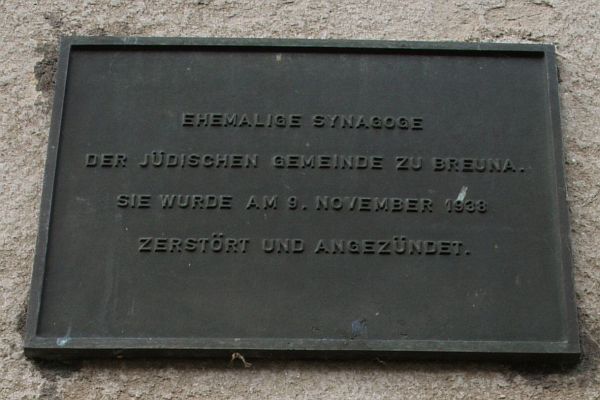 EHEMALIGE SYNAGOGE
DER JÜDISCHEN GEMEINDE ZU BREUNA.
SIE WURDE AM 9. NOVEMBER 1938
ZERSTÖRT UND ANGEZÜNDET.